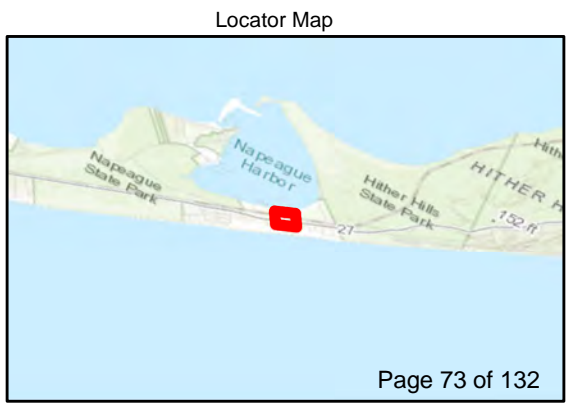 Locator Map
Napeague
Harbor
Napeague
State Park
Hither Hills
State Park
Hith
HITHER H
152 ft
27
Page 73 of 132